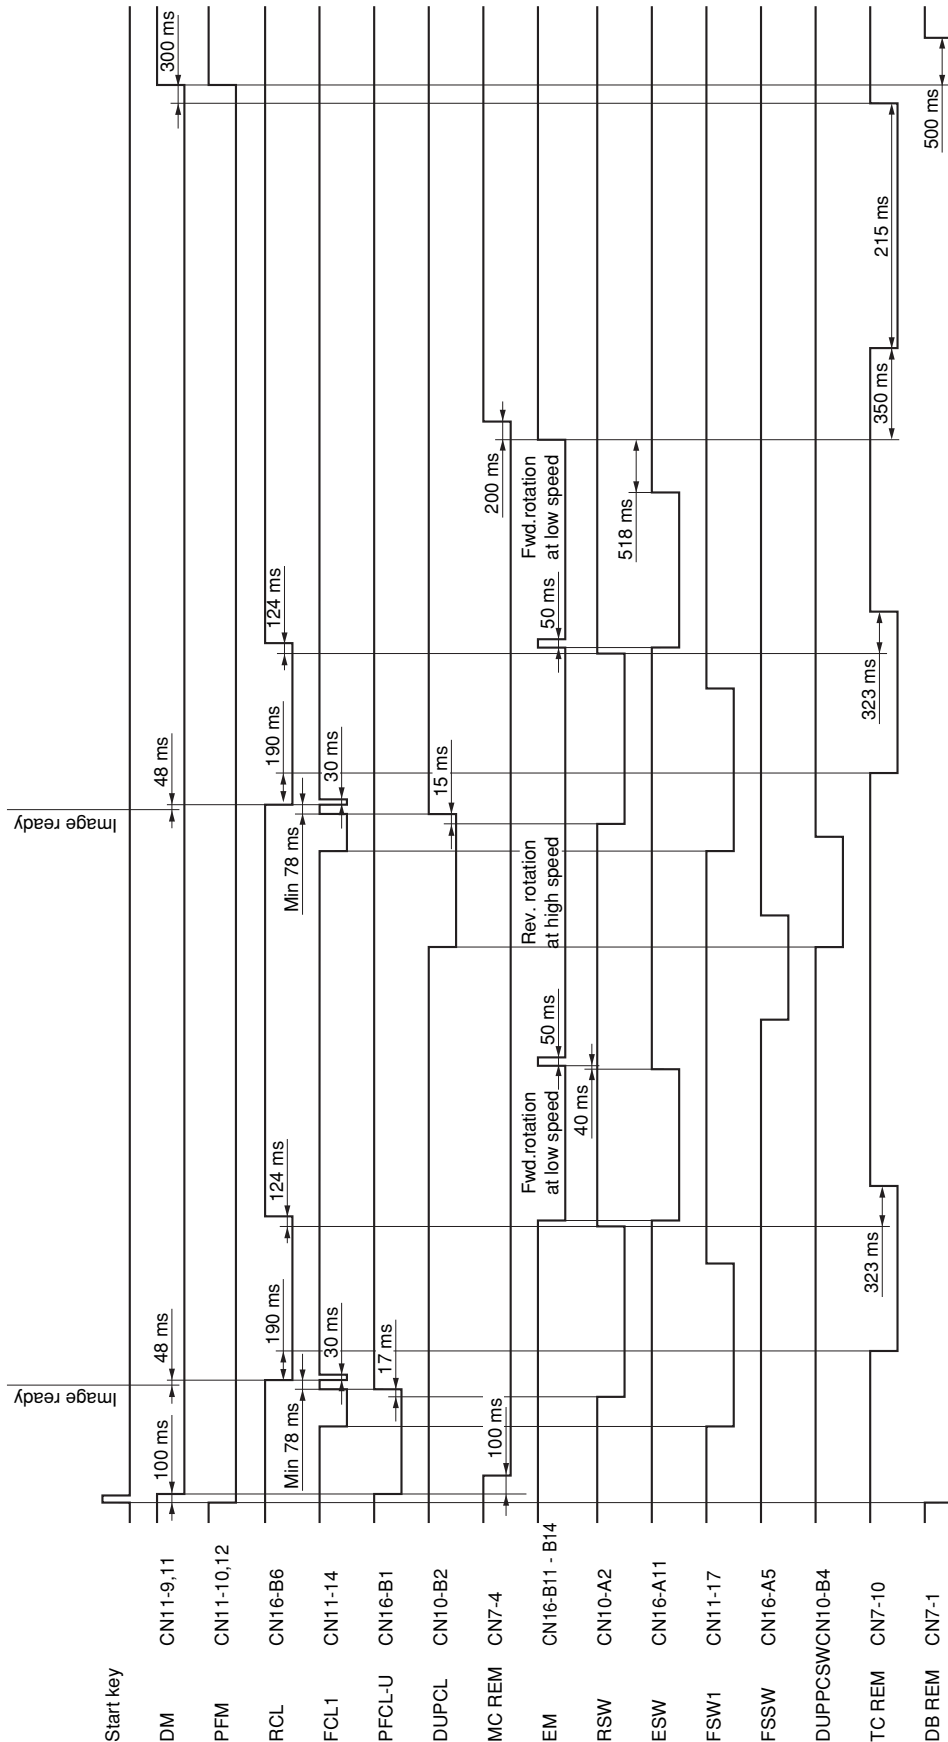 Start key
DM CN11-9,11
PFM CN11-10,12
RCL CN16-B6
FCL1 CN11-14
PFCL-U CN16-B1
DUPCL CN10-B2
MC REM CN7-4
EM CN16-B11 - B14
RSW CN10-A2
ESW CN16-A11
FSW1 CN11-17
FSSW CN16-A5
DUPPCSWCN10-B4
TC REM CN7-10
DB REM CN7-1
Image ready
Image ready
100 ms
48 ms
48 ms
300 ms
190 ms
124 ms
190 ms
124 ms
Min 78 ms
30 ms
Min 78 ms
30 ms
17 ms
15 ms
100 ms
200 ms
Fwd.rotation
at low speed
50 ms
Rev. rotation
at high speed
50 ms
Fwd.rotation
at low speed
40 ms
518 ms
323 ms
323 ms
350 ms
215 ms
500 ms